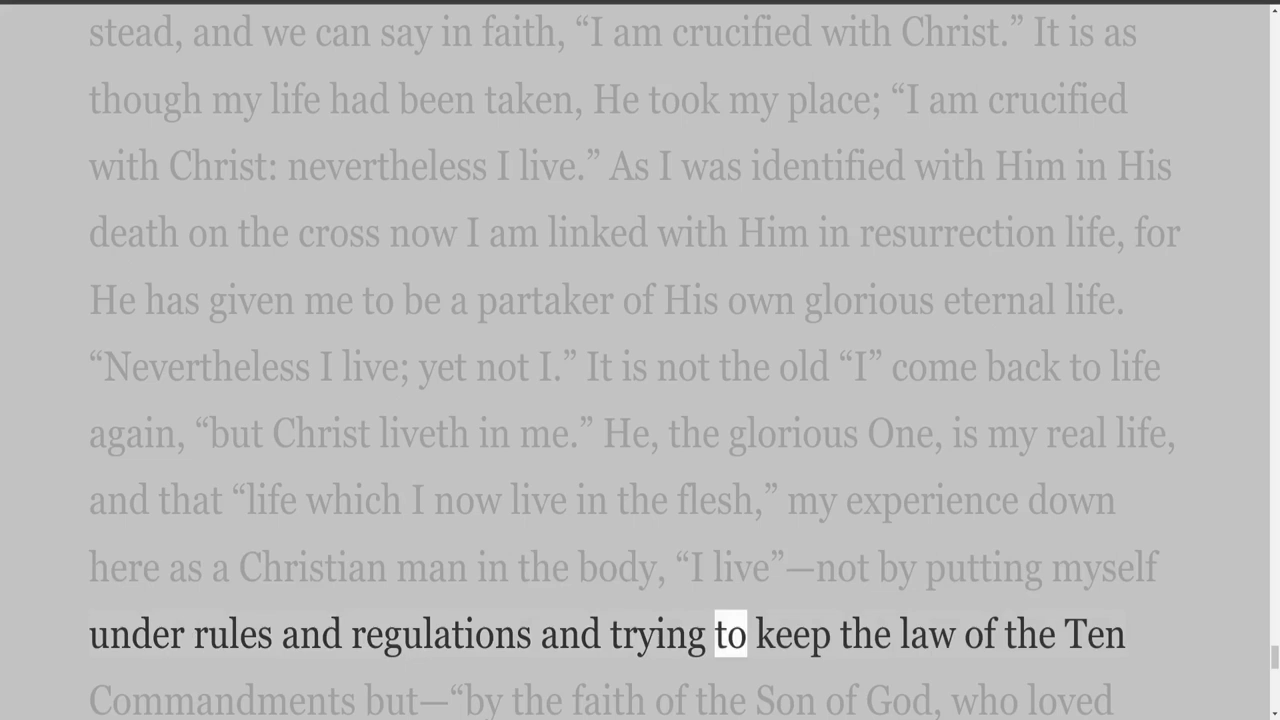 stead, and we can say in faith, “I am crucified with Christ.” It is as
though my life had been taken, He took my place; “I am crucified
with Christ: nevertheless I live.” As I was identified with Him in His
death on the cross now I am linked with Him in resurrection life, for
He has given me to be a partaker of His own glorious eternal life.
“Nevertheless I live; yet not I.” It is not the old “I” come back to life
again, “but Christ liveth in me.” He, the glorious One, is my real life,
and that “life which I now live in the flesh,” my experience down
here as a Christian man in the body, “I live”—not by putting myself
under rules and regulations and trying to keep the law of the Ten
Commandments but—“by the faith of the Son of God, who loved